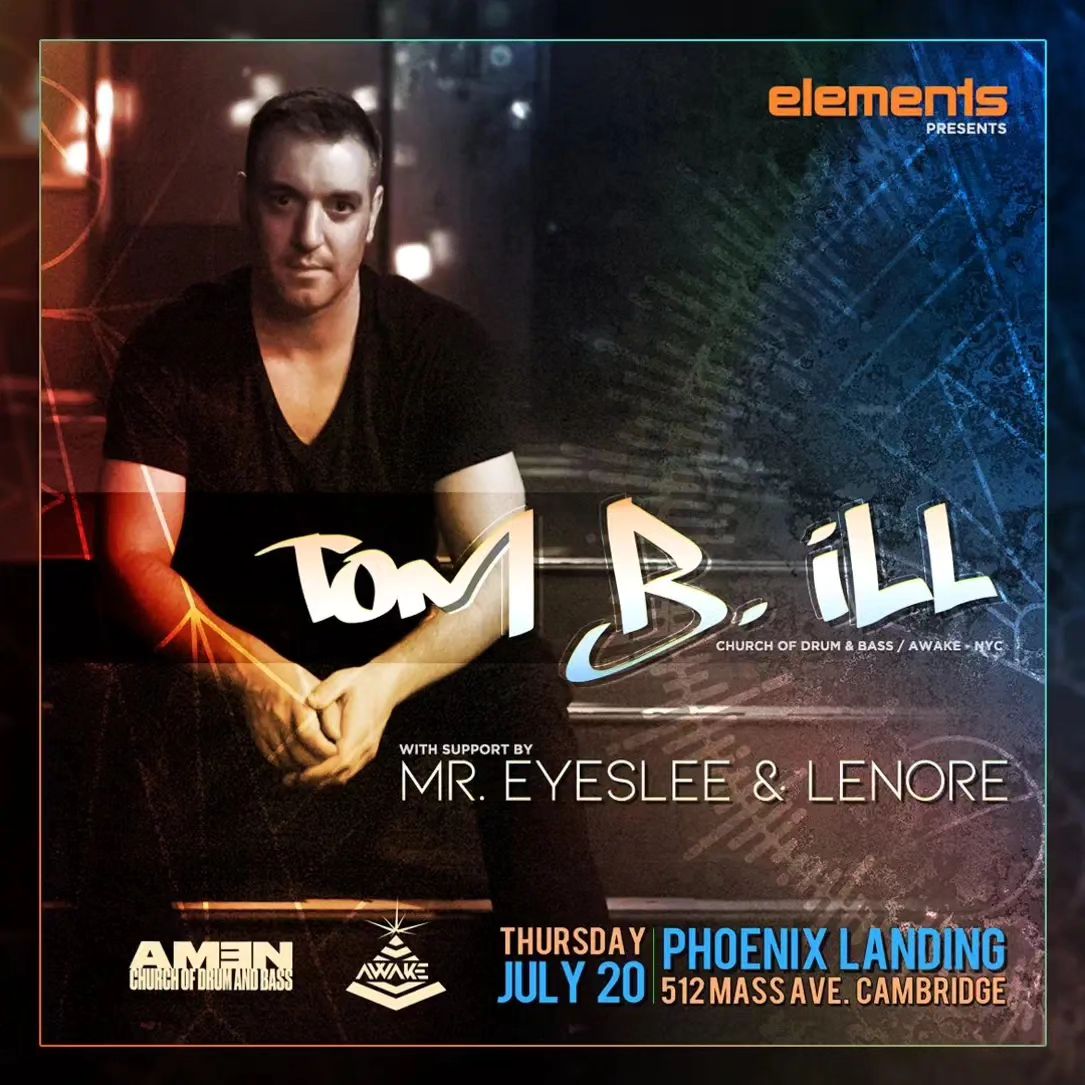 elements
PRESENTS
TOM B. iLL
CHURCH OF DRUM & BASS / AWAKE - NYC
WITH SUPPORT BY
MR. EYESLEE & LENORE
AMEN
CHURCH OF DRUM AND BASS
AWAKE
THURSDAY
JULY 20
PHOENIX LANDING
512 MASS AVE. CAMBRIDGE